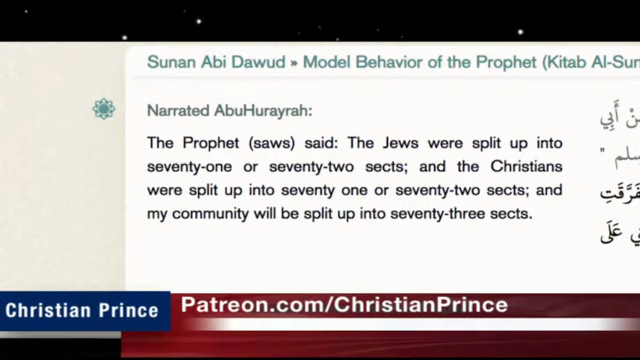 Sunan Abi Dawud » Model Behavior of the Prophet (Kitab Al-Sun
Narrated AbuHurayrah:
The Prophet (saws) said: The Jews were split up into
seventy-one or seventy-two sects; and the Christians
were split up into seventy one or seventy-two sects; and
my community will be split up into seventy-three sects.
أَبِي
سلم "
عَلَى
Christian Prince
Patreon.com/ChristianPrince